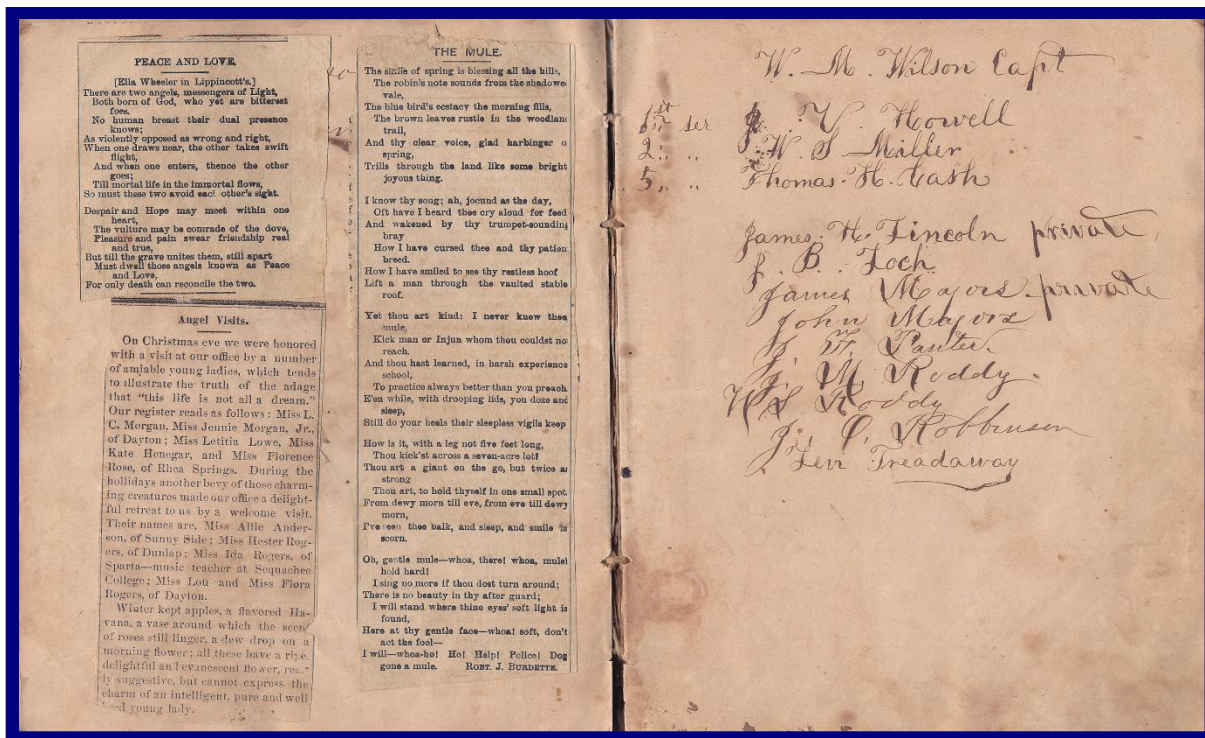 PEACE AND LOVE.
[Ella Wheeler in Lippincott's.]
There are two angels, messengers of Light,
Both born of God, who yet are bitterest
foes.
No human breast their dual presence
knows;
As violently opposed as wrong and right,
When one draws near, the other takes swift
flight,
And when one enters, thence the other
goes;
Till mortal life in the immortal flows,
So must these two avoid each other's sight.
Despair and Hope may meet within one
heart,
The vulture may be comrade of the dove,
Pleasure and pain swear friendship real
and true,
But till the grave unites them, still apart
Must dwell those angels known as Peace
and Love,
For only death can reconcile the two.
Angel Visits.
On Christmas eve we were honored
with a visit at our office by a number
of amiable young ladies, which tends
to illustrate the truth of the adage
that "this life is not all a dream."
Our register reads as follows: Miss L.
C. Morgan, Miss Jennie Morgan, Jr.,
of Dayton; Miss Letitia Lowe, Miss
Kate Henegar, and Miss Florence
Rose, of Rhea Springs. During the
hollidays another bevy of those charm-
ing creatures made our office a delight-
ful retreat to us by a welcome visit.
Their names are, Miss Allie Ander-
son, of Sunny Side; Miss Hester Rog-
ers, of Dunlap; Miss Ida Rogers, of
Sparta—music teacher at Sequachee
College; Miss Lou and Miss Flora
Rogers, of Dayton.
Winter kept apples, a flavored Ha-
vana, a vase around which the scen
of roses still linger, a dew drop on a
morning flower; all these have a ripe,
delightful and evanescent flower, rea-
ly suggestive, but cannot express the
charm of an intelligent, pure and well
bred young lady.
THE MULE.
The smile of spring is blessing all the hills,
The robin's note sounds from the shadowe
vale,
The blue bird's ecstacy the morning fills,
The brown leaves rustle in the woodland
trail,
And thy clear voice, glad harbinger o
spring,
Trills through the land like some bright
joyous thing.
I know thy song; ah, jocund as the day,
Oft have I heard thee cry aloud for feed
And wakened by thy trumpet-sounding
bray
How I have cursed thee and thy patien
breed.
How I have smiled to see thy restless hoof
Lift a man through the vaulted stable
roof.
Yet thou art kind: I never knew thee,
mule,
Kick man or Injun whom thou couldst no
reach.
And thou hast learned, in harsh experience
school,
To practice always better than you preach
E'en while, with drooping lids, you doze and
sleep,
Still do your heels their sleepless vigils keep
How is it, with a leg not five feet long,
Thou kick'st across a seven-acre lot!
Thou art a giant on the go, but twice as
strong
Thou art, to hold thyself in one small spot.
From dewy morn till eve, from eve till dewy
morn,
I've seen thee balk, and sleep, and smile in
scorn.
Oh, gentle mule—whoa, there! whoa, mule!
hold hard!
I sing no more if thou dost turn around;
There is no beauty in thy after guard;
I will stand where thine eyes' soft light is
found,
Here at thy gentle face—whoa! soft, don't
act the fool—
I will—whoa-ho! Ho! Help! Police! Dog
gone a mule. ROBT. J. BURDETTE.
W. M. Wilson Capt
1st ser J. V. Howell
2. " " W. S. Miller
5. " " Thomas H. Cash
James. H. Lincoln private
J. B. Loch.
James Majors private
John Majors
J. F. Panter.
J. M. Roddy.
W S Roddy
J. C. Robbinson
Levi Treadaway